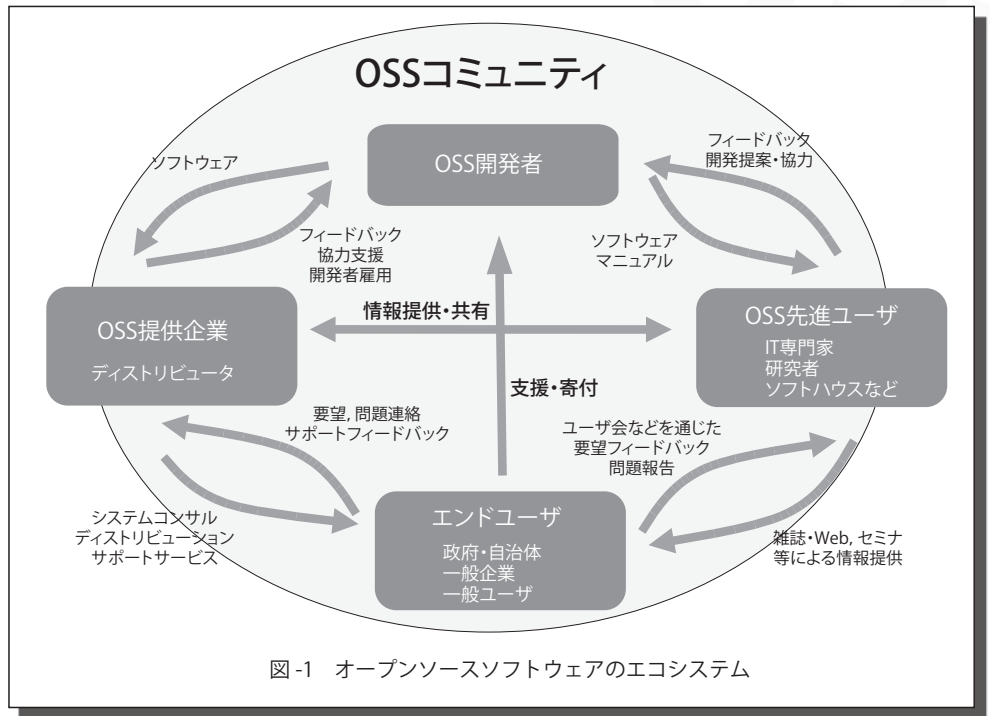 OSSコミュニティ
OSS開発者
ソフトウェア
フィードバック
協力支援
開発者雇用
フィードバック
開発提案・協力
ソフトウェア
マニュアル
OSS提供企業
ディストリビュータ
情報提供・共有
OSS先進ユーザ
IT専門家
研究者
ソフトハウスなど
支援・寄付
要望, 問題連絡
サポートフィードバック
ユーザ会などを通じた
要望フィードバック
問題報告
システムコンサル
ディストリビューション
サポートサービス
エンドユーザ
政府・自治体
一般企業
一般ユーザ
雑誌・Web, セミナ
等による情報提供
図 -1 オープンソースソフトウェアのエコシステム